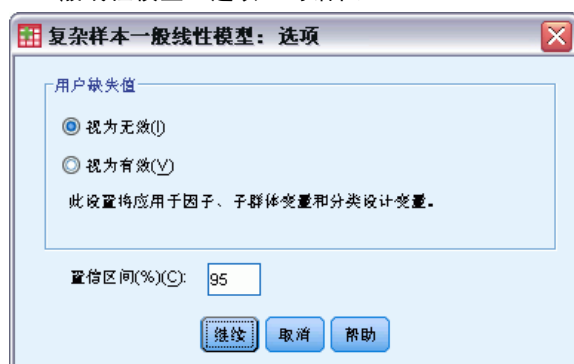 复杂样本一般线性模型：选项
用户缺失值
视为无效(I)
视为有效(V)
此设置将应用于因子、子群体变量和分类设计变量。
置信区间(%)(C): 95
继续 取消 帮助